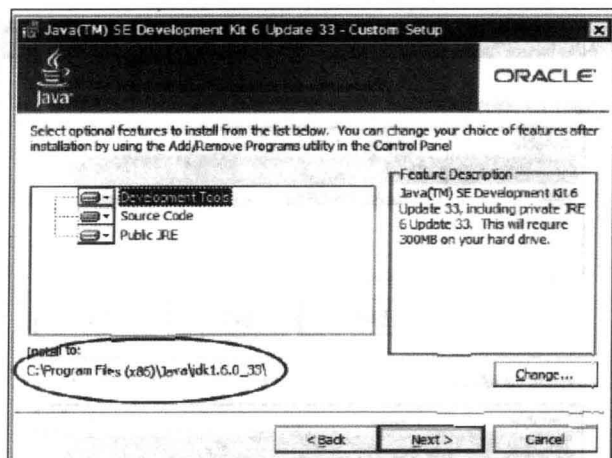 Java(TM) SE Development Kit 6 Update 33 - Custom Setup
Java
ORACLE
Select optional features to install from the list below. You can change your choice of features after
installation by using the Add/Remove Programs utility in the Control Panel
Development Tools
Source Code
Public JRE
Feature Description
Java(TM) SE Development Kit 6
Update 33, including private JRE
6 Update 33. This will require
300MB on your hard drive.
Install to:
C:\Program Files (x86)\Java\jdk1.6.0_33\
Change...
< Back
Next >
Cancel